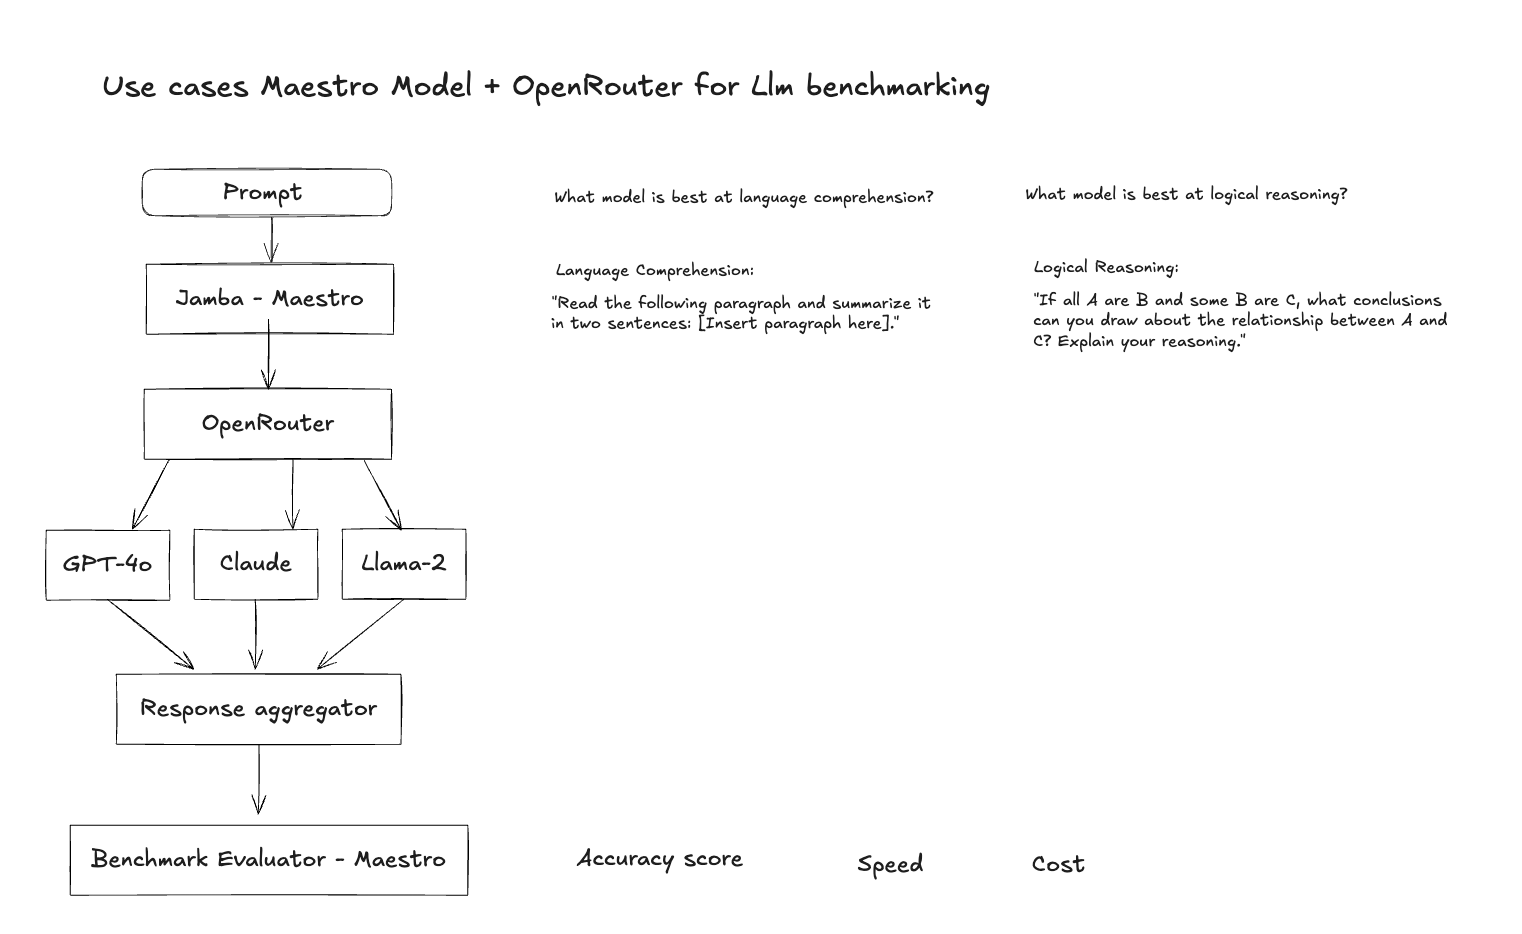 Use cases Maestro Model + OpenRouter for Llm benchmarking
Prompt
What model is best at language comprehension?
What model is best at logical reasoning?
Jamba - Maestro
Language Comprehension:
"Read the following paragraph and summarize it
in two sentences: [Insert paragraph here]."
Logical Reasoning:
"If all A are B and some B are C, what conclusions
can you draw about the relationship between A and
C? Explain your reasoning."
OpenRouter
GPT-4o
Claude
Llama-2
Response aggregator
Benchmark Evaluator - Maestro
Accuracy score
Speed
Cost